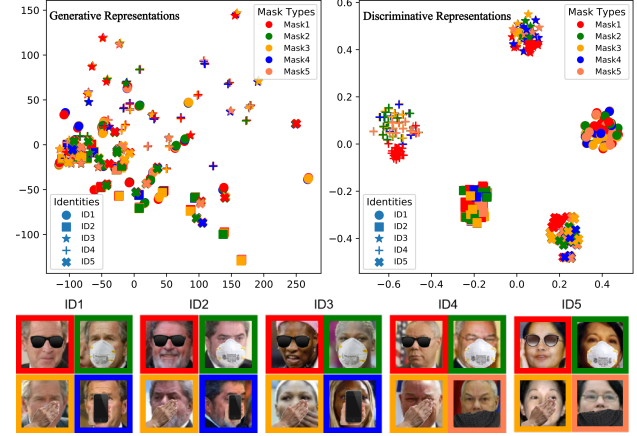 Generative Representations
Mask Types
Mask1
Mask2
Mask3
Mask4
Mask5
Identities
ID1
ID2
ID3
ID4
ID5
150
100
50
0
−50
−100
−100 −50 0 50 100 150 200 250
Discriminative Representations
Mask Types
Mask1
Mask2
Mask3
Mask4
Mask5
Identities
ID1
ID2
ID3
ID4
ID5
0.6
0.4
0.2
0.0
−0.2
−0.4
−0.6 −0.4 −0.2 0.0 0.2 0.4 0.6
ID1 ID2 ID3 ID4 ID5